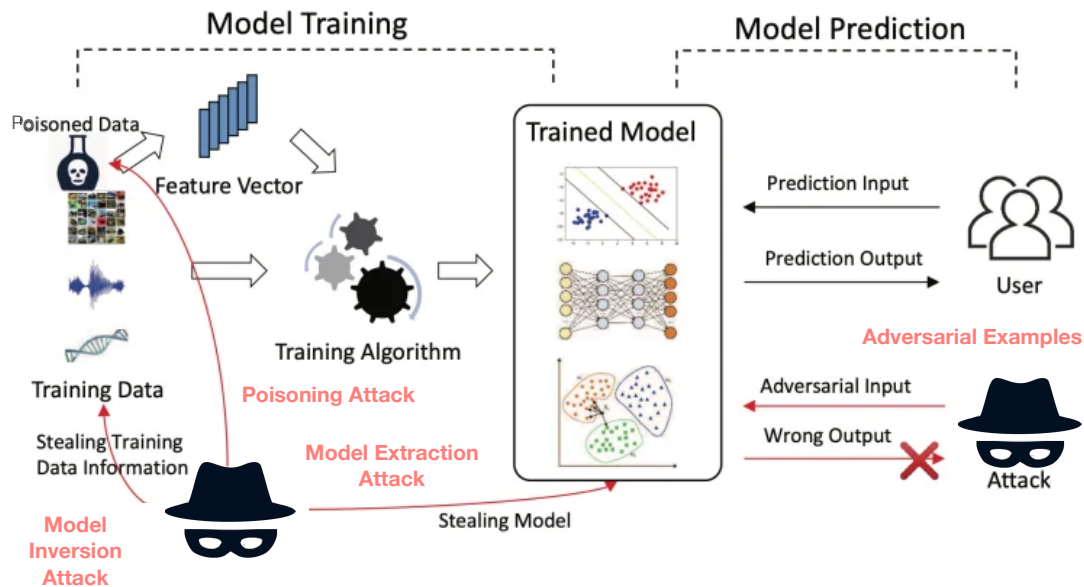 Model Training
Model Prediction
Poisoned Data
Feature Vector
Trained Model
Prediction Input
Prediction Output
User
Training Algorithm
Adversarial Examples
Training Data
Poisoning Attack
Adversarial Input
Stealing Training
Data Information
Model Extraction
Attack
Wrong Output
Attack
Stealing Model
Model
Inversion
Attack